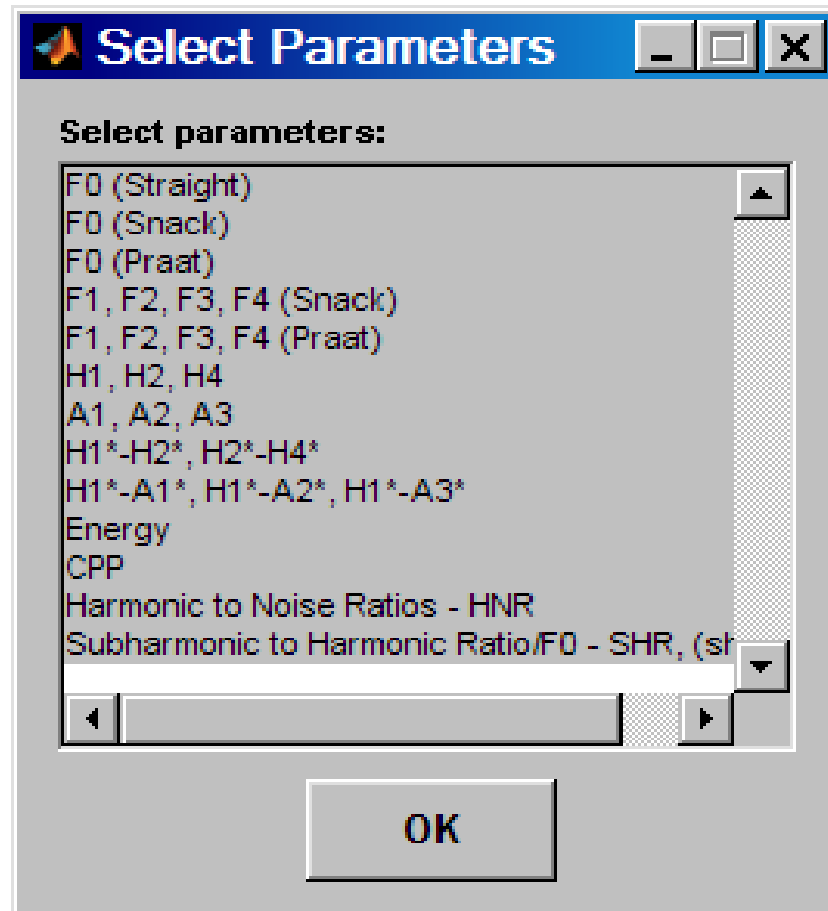 Select Parameters
Select parameters:
F0 (Straight)
F0 (Snack)
F0 (Praat)
F1, F2, F3, F4 (Snack)
F1, F2, F3, F4 (Praat)
H1, H2, H4
A1, A2, A3
H1*-H2*, H2*-H4*
H1*-A1*, H1*-A2*, H1*-A3*
Energy
CPP
Harmonic to Noise Ratios - HNR
Subharmonic to Harmonic Ratio/F0 - SHR, (sh
OK